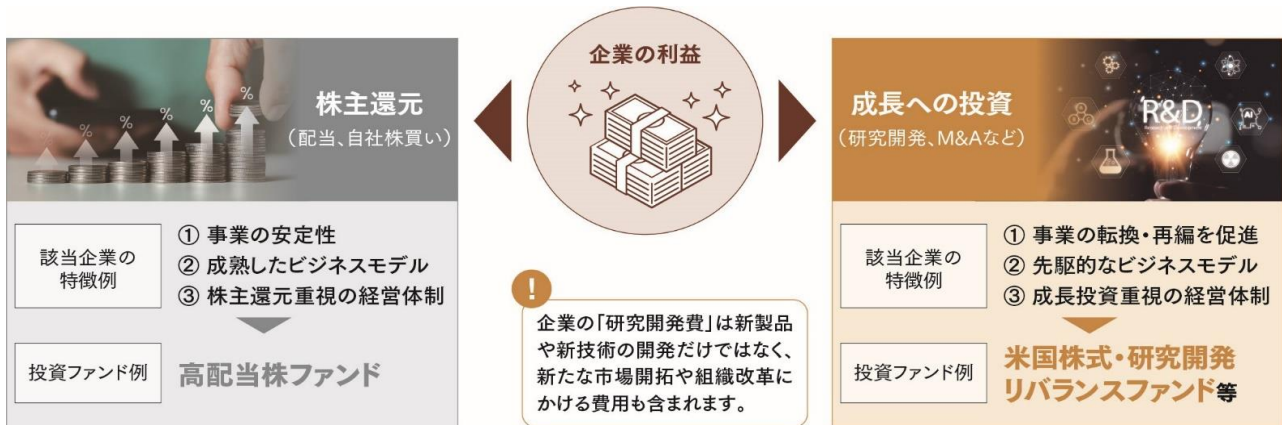 企業の利益
株主還元
(配当、自社株買い)
% % % % % %
該当企業の
特徴例
① 事業の安定性
② 成熟したビジネスモデル
③ 株主還元重視の経営体制
投資ファンド例
高配当株ファンド
!
企業の「研究開発費」は新製品
や新技術の開発だけではなく、
新たな市場開拓や組織改革に
かける費用も含まれます。
成長への投資
(研究開発、M&Aなど)
R&D
AI
該当企業の
特徴例
① 事業の転換・再編を促進
② 先駆的なビジネスモデル
③ 成長投資重視の経営体制
投資ファンド例
米国株式・研究開発
リバランスファンド等